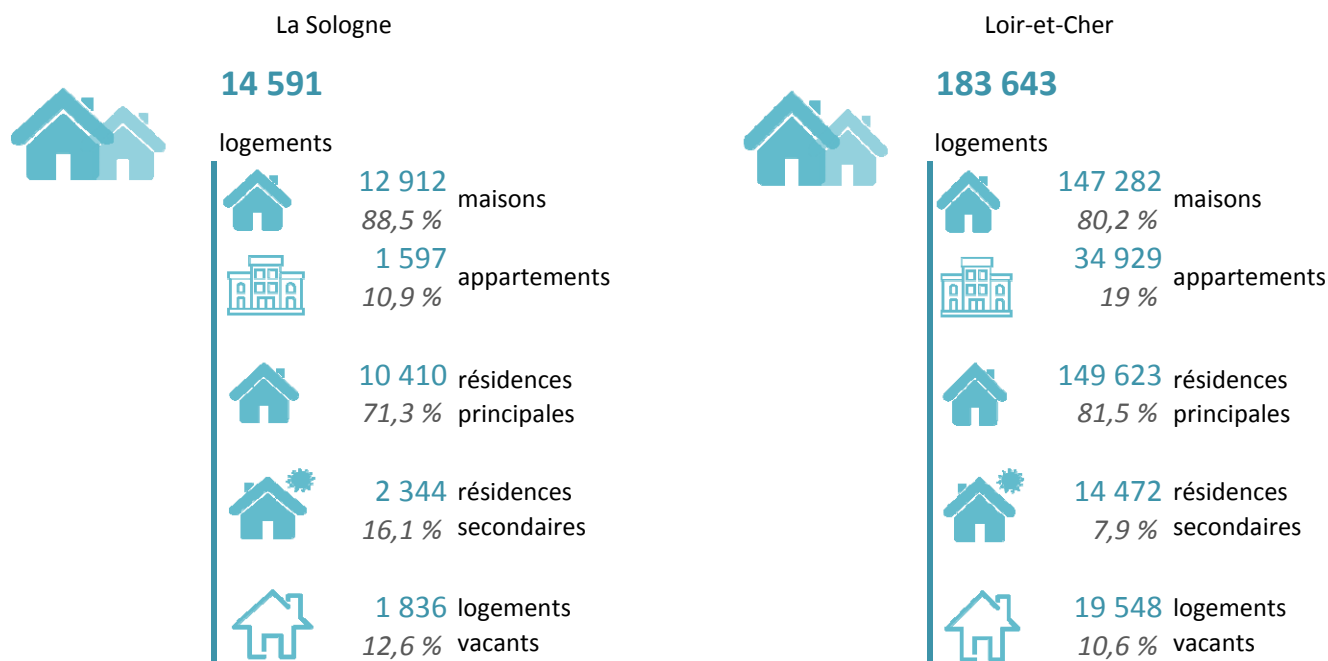 La Sologne
14 591
logements
12 912 maisons
88,5 %
1 597 appartements
10,9 %
10 410 résidences
71,3 % principales
2 344 résidences
16,1 % secondaires
1 836 logements
12,6 % vacants
Loir-et-Cher
183 643
logements
147 282 maisons
80,2 %
34 929 appartements
19 %
149 623 résidences
81,5 % principales
14 472 résidences
7,9 % secondaires
19 548 logements
10,6 % vacants